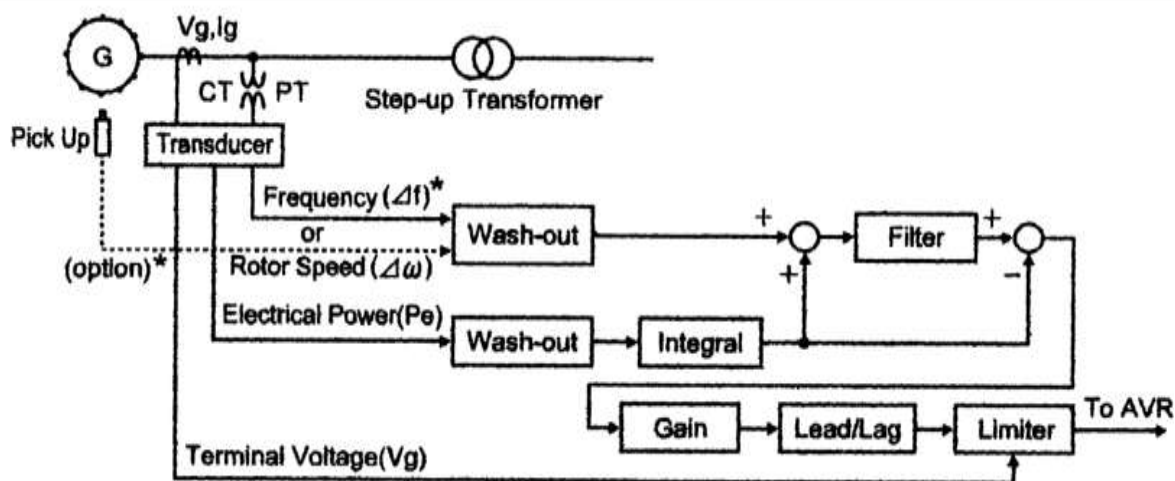 Vg,Ig
G
CT
PT
Step-up Transformer
Pick Up
Transducer
Frequency(⊿f)*
or
Wash-out
+
+
Filter
+
−
(option)*
Rotor Speed(⊿ω)
Electrical Power(Pe)
Wash-out
Integral
Gain
Lead/Lag
Limiter
To AVR
Terminal Voltage(Vg)